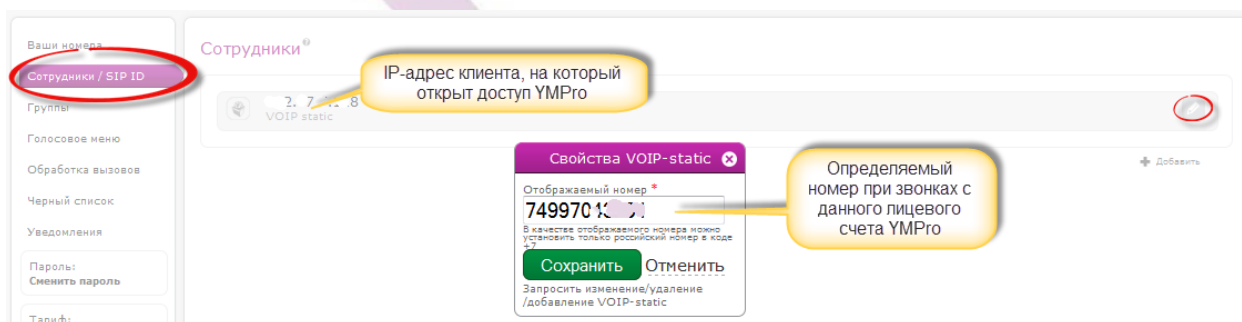 Ваши номера
Сотрудники / SIP ID
Группы
Голосовое меню
Обработка вызовов
Черный список
Уведомления
Пароль:
Сменить пароль
Тариф:
Сотрудники
VOIP static
IP-адрес клиента, на который
открыт доступ YMPro
Добавить
Свойства VOIP-static
Отображаемый номер *
В качестве отображаемого номера можно
установить только российский номер в коде
+7
Сохранить Отменить
Запросить изменение/удаление
/добавление VOIP-static
Определяемый
номер при звонках с
данного лицевого
счета YMPro